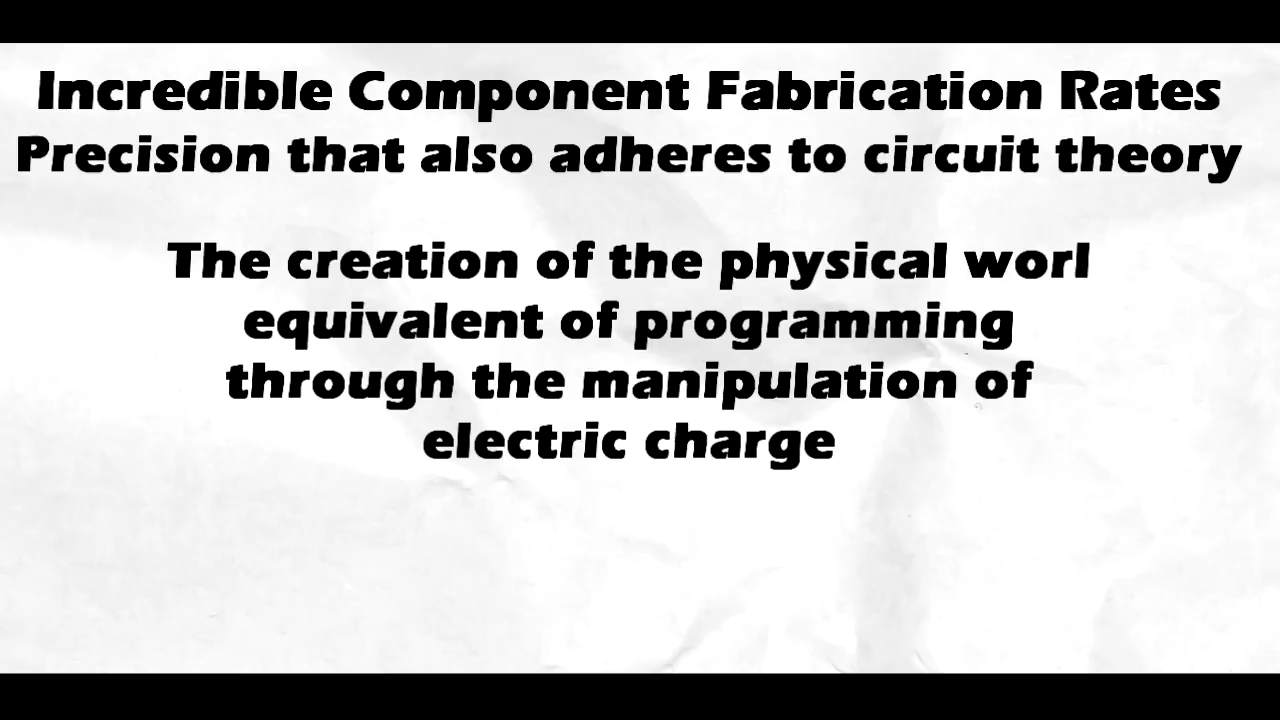 Incredible Component Fabrication Rates
Precision that also adheres to circuit theory
The creation of the physical worl
equivalent of programming
through the manipulation of
electric charge